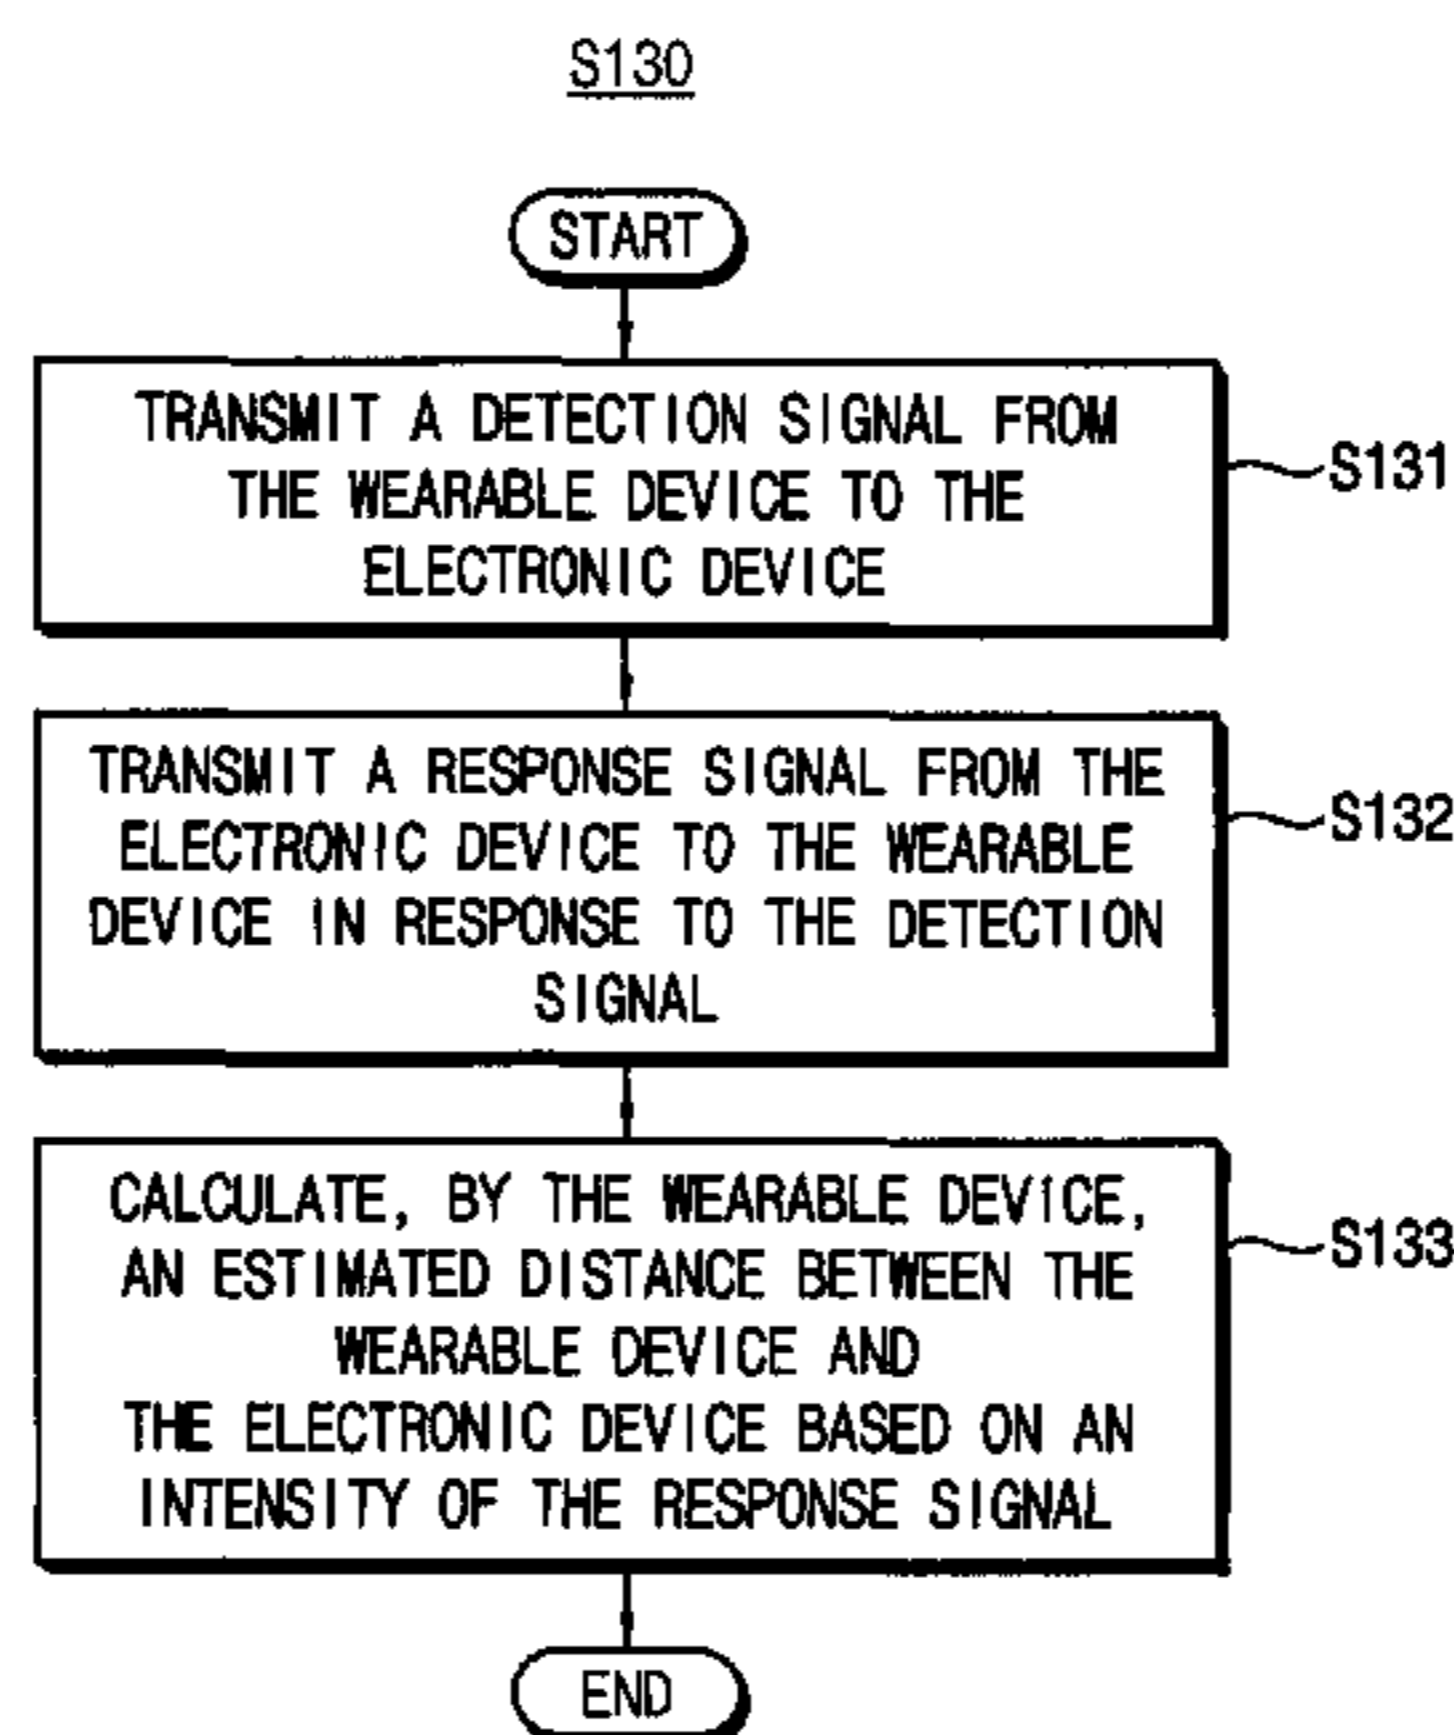 S130
START
TRANSMIT A DETECTION SIGNAL FROM
THE WEARABLE DEVICE TO THE
ELECTRONIC DEVICE
S131
TRANSMIT A RESPONSE SIGNAL FROM THE
ELECTRONIC DEVICE TO THE WEARABLE
DEVICE IN RESPONSE TO THE DETECTION
SIGNAL
S132
CALCULATE, BY THE WEARABLE DEVICE,
AN ESTIMATED DISTANCE BETWEEN THE
WEARABLE DEVICE AND
THE ELECTRONIC DEVICE BASED ON AN
INTENSITY OF THE RESPONSE SIGNAL
S133
END